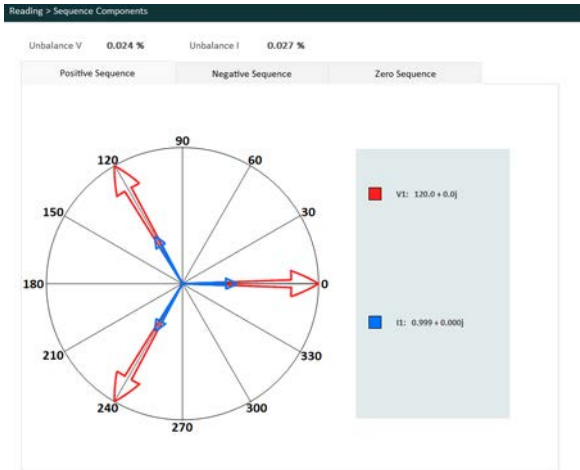 Reading > Sequence Components
Unbalance V 0.024 % Unbalance I 0.027 %
Positive Sequence Negative Sequence Zero Sequence
90
120 60
150 30
V1: 120.0 + 0.0j
180 0
I1: 0.999 + 0.000j
210 330
240 300
270